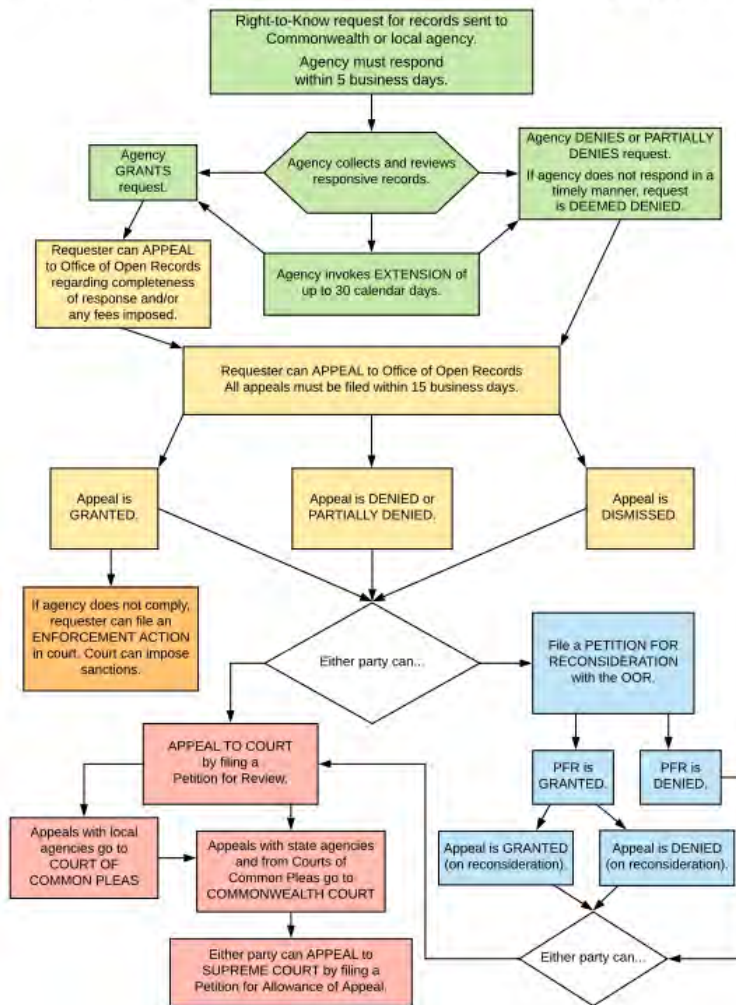 Right-to-Know request for records sent to
Commonwealth or local agency.
Agency must respond
within 5 business days.
Agency
GRANTS
request.
Agency collects and reviews
responsive records.
Agency DENIES or PARTIALLY
DENIES request.
If agency does not respond in a
timely manner, request
is DEEMED DENIED.
Requester can APPEAL
to Office of Open Records
regarding completeness
of response and/or
any fees imposed.
Agency invokes EXTENSION of
up to 30 calendar days.
Requester can APPEAL to Office of Open Records
All appeals must be filed within 15 business days.
Appeal is
GRANTED.
Appeal is DENIED or
PARTIALLY DENIED.
Appeal is
DISMISSED.
If agency does not comply,
requester can file an
ENFORCEMENT ACTION
in court. Court can impose
sanctions.
Either party can...
File a PETITION FOR
RECONSIDERATION
with the OOR.
APPEAL TO COURT
by filing a
Petition for Review.
PFR is
GRANTED.
PFR is
DENIED.
Appeals with local
agencies go to
COURT OF
COMMON PLEAS
Appeals with state agencies
and from Courts of
Common Pleas go to
COMMONWEALTH COURT
Appeal is GRANTED
(on reconsideration).
Appeal is DENIED
(on reconsideration).
Either party can APPEAL to
SUPREME COURT by filing a
Petition for Allowance of Appeal.
Either party can...